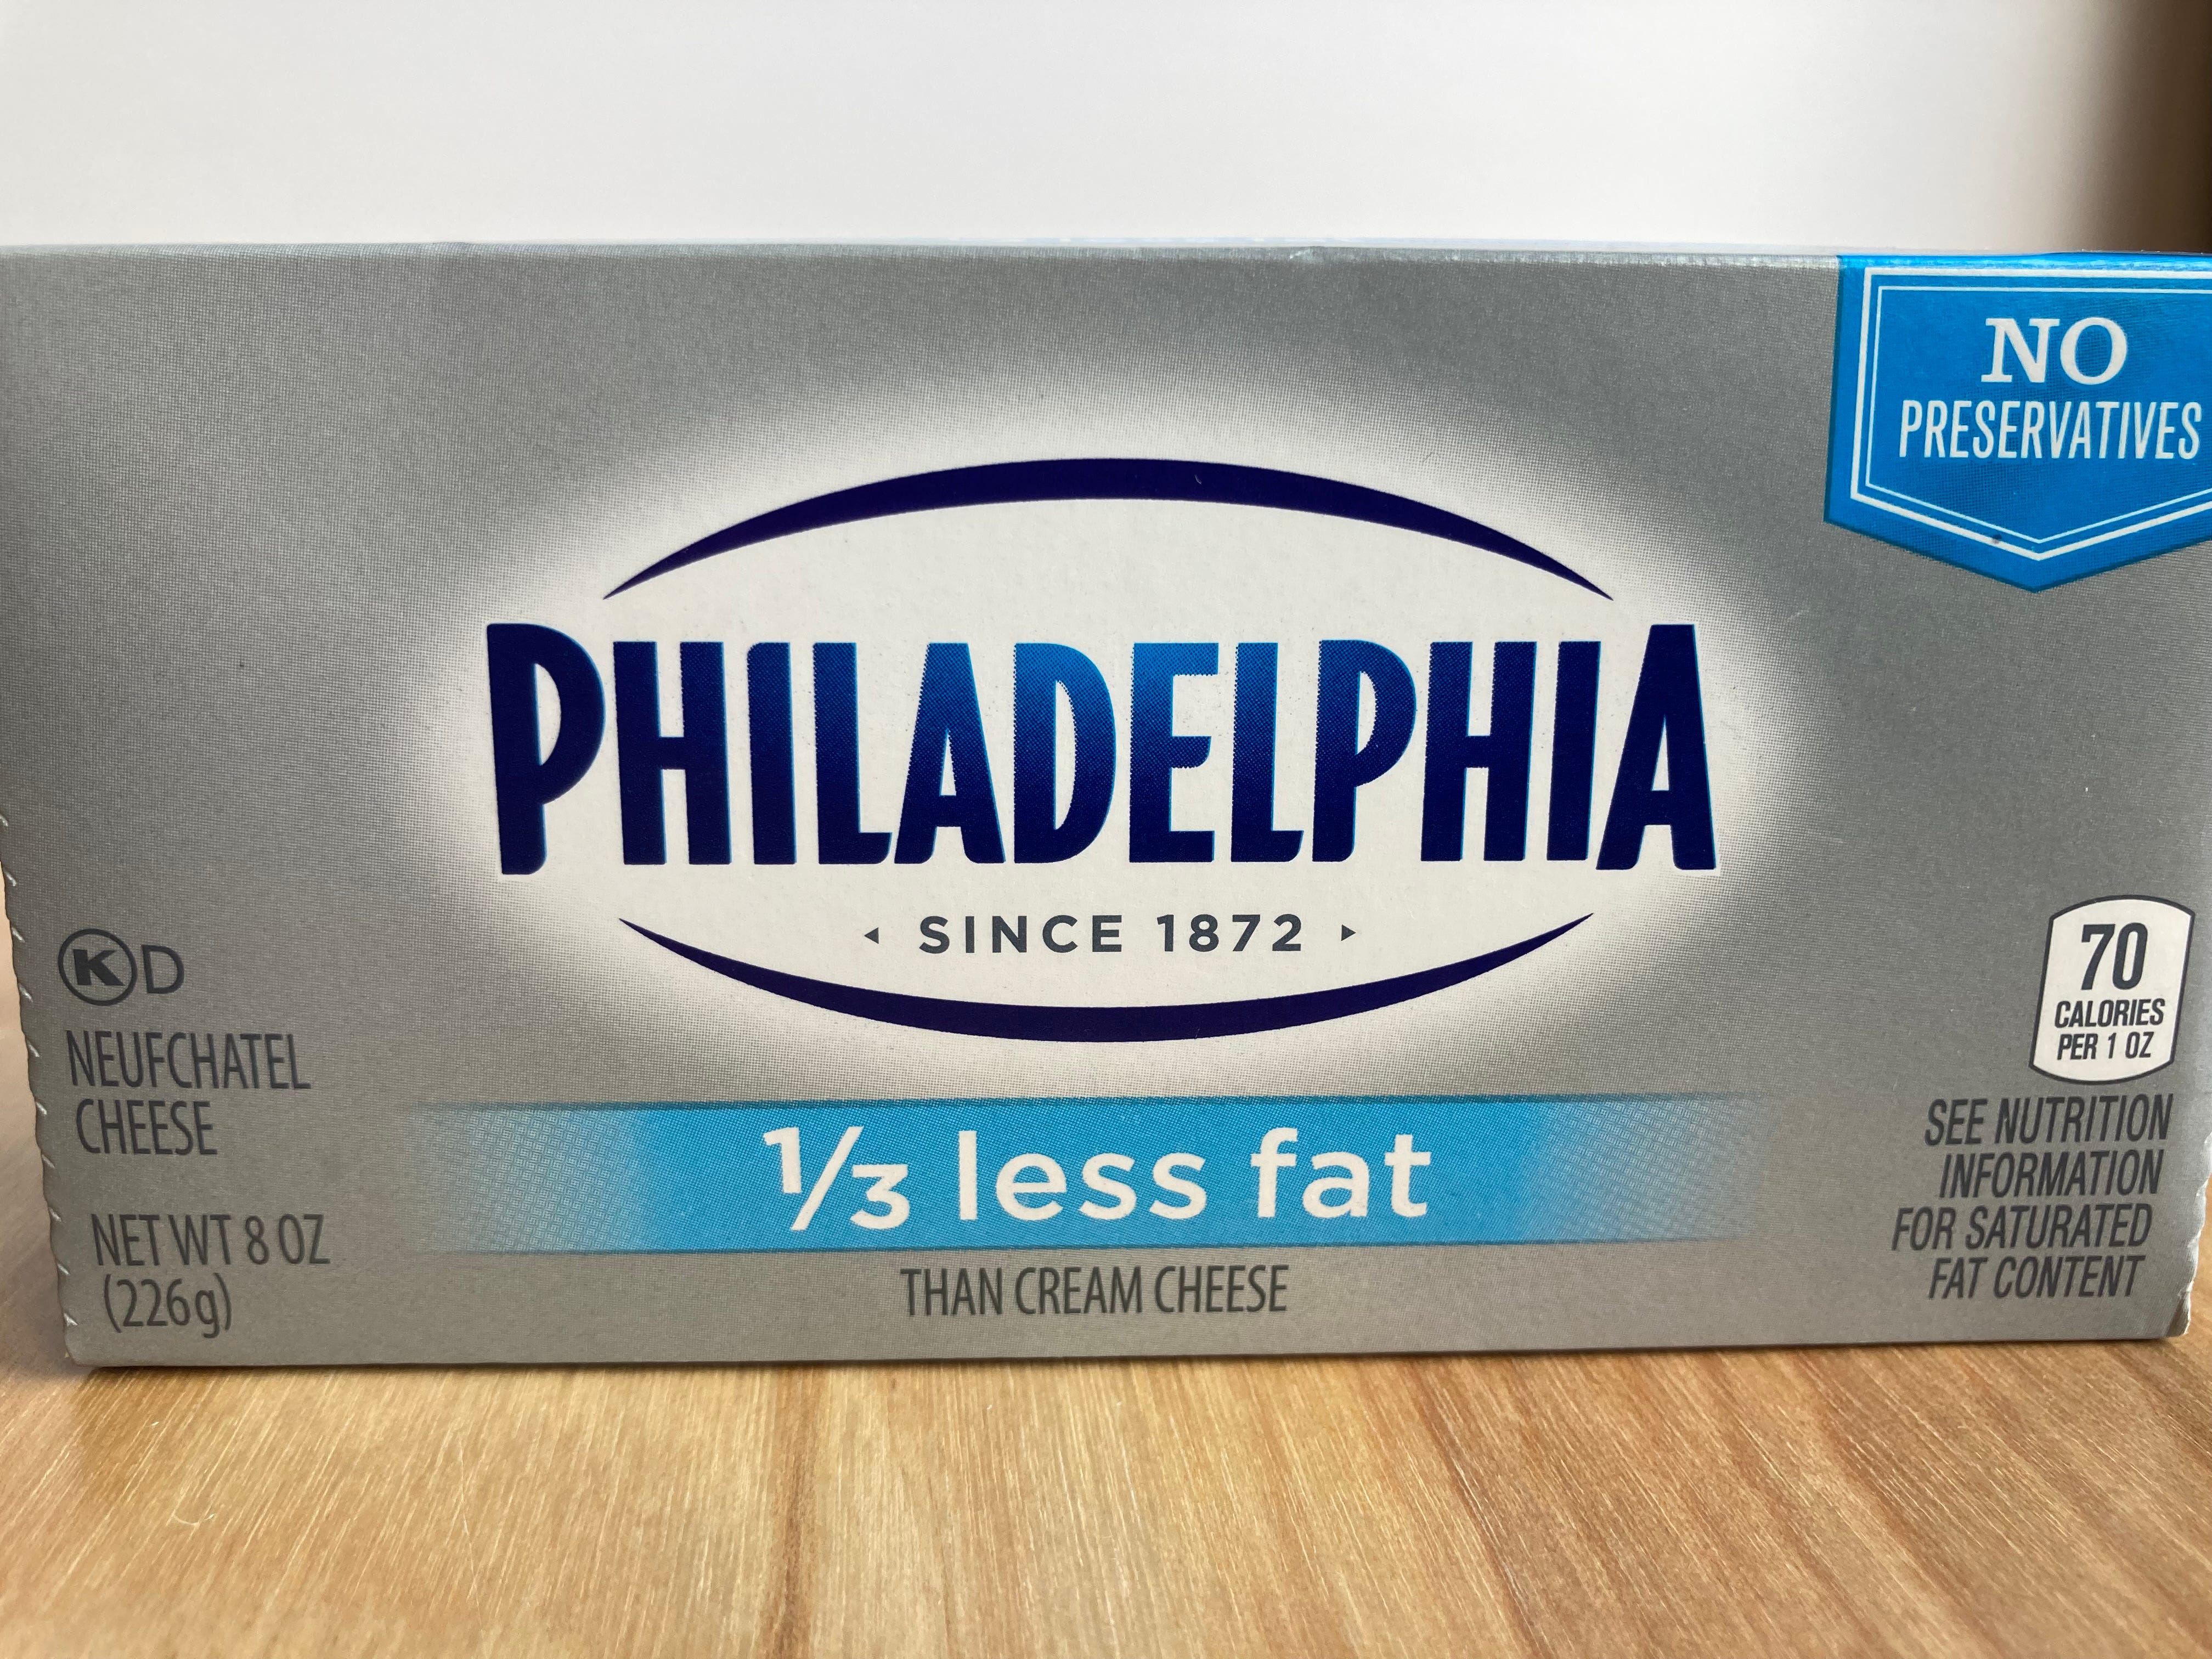 NO
PRESERVATIVES
PHILADELPHIA
SINCE 1872
K D
NEUFCHATEL
CHEESE
NET WT 8 OZ
(226g)
1/3 less fat
THAN CREAM CHEESE
70
CALORIES
PER 1 OZ
SEE NUTRITION
INFORMATION
FOR SATURATED
FAT CONTENT